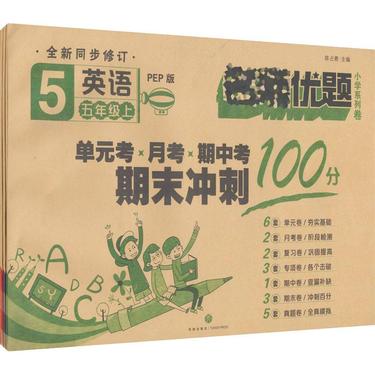 全新同步修订
陈占勇 主编
5
英语
五年级上
PEP版
优题
小学系列卷
单元考×月考×期中考
期末冲刺100分
6套 单元卷/夯实基础
2套 月考卷/阶段检测
2套 复习卷/巩固提高
3套 专项卷/各个击破
1套 期中卷/查漏补缺
3套 期末卷/冲刺百分
5套 真题卷/全真模拟
R A
D
B C